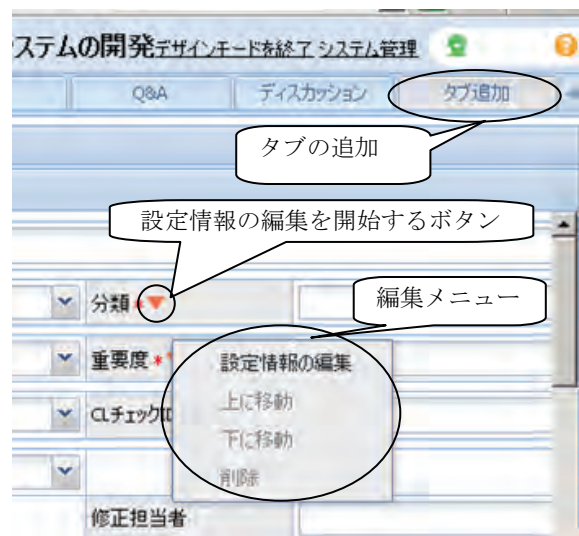 ステムの開発デザインモードを終了 システム管理
Q&A ディスカッション タブ追加
タブの追加
設定情報の編集を開始するボタン
分類*
編集メニュー
重要度*
設定情報の編集
上に移動
CLチェックID
下に移動
削除
修正担当者